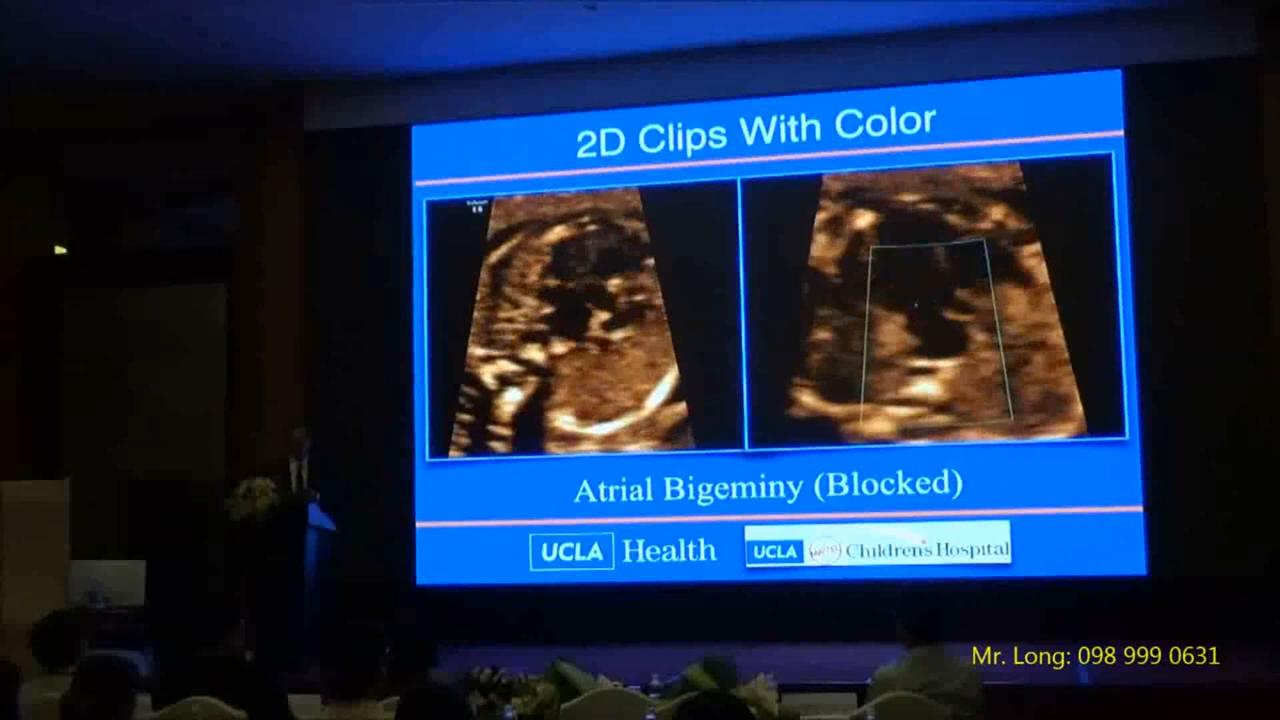 2D Clips With Color
Atrial Bigeminy (Blocked)
UCLA Health
UCLA Children's Hospital
Mr. Long: 098 999 0631